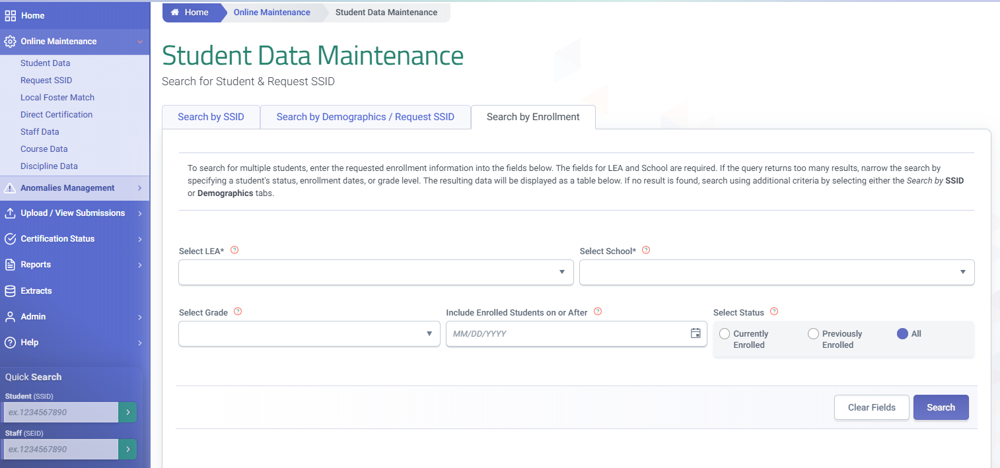 Home
Online Maintenance
Student Data
Request SSID
Local Foster Match
Direct Certification
Staff Data
Course Data
Discipline Data
Anomalies Management
Upload / View Submissions
Certification Status
Reports
Extracts
Admin
Help
Quick Search
Student (SSID)
ex.1234567890
Staff (SEID)
ex.1234567890
Home Online Maintenance Student Data Maintenance
Student Data Maintenance
Search for Student & Request SSID
Search by SSID Search by Demographics / Request SSID Search by Enrollment
To search for multiple students, enter the requested enrollment information into the fields below. The fields for LEA and School are required. If the query returns too many results, narrow the search by
specifying a student's status, enrollment dates, or grade level. The resulting data will be displayed as a table below. If no result is found, search using additional criteria by selecting either the Search by SSID
or Demographics tabs.
Select LEA* Select School*
Select Grade Include Enrolled Students on or After Select Status
MM/DD/YYYY Currently Previously All
Enrolled Enrolled
Clear Fields Search